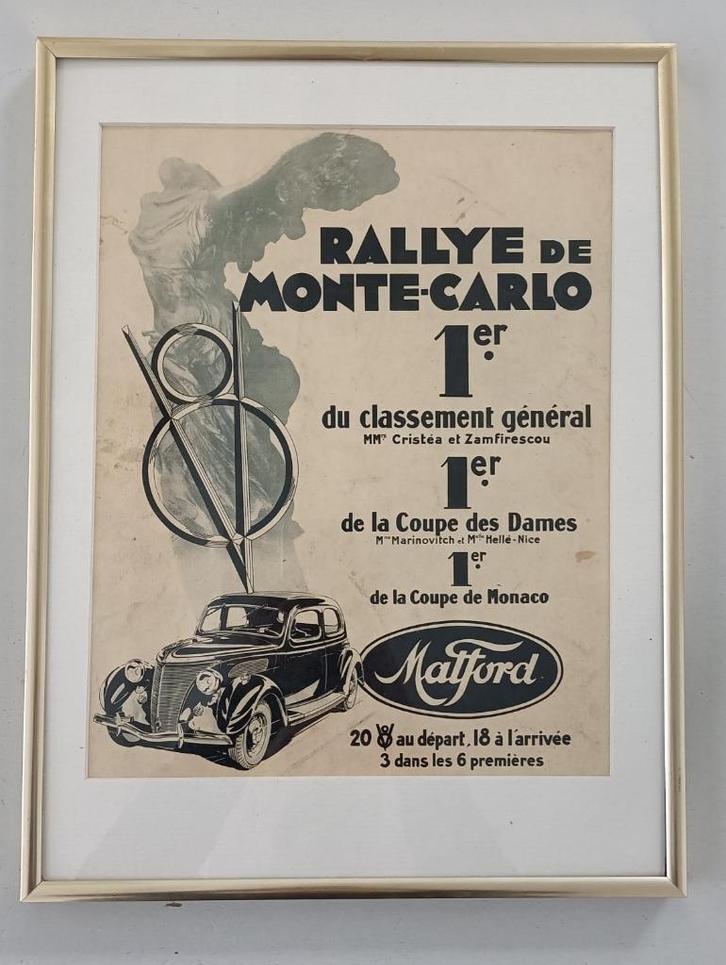 RALLYE DE
MONTE-CARLO
1er
du classement général
MMrs Cristéa et Zamfirescou
1er
de la Coupe des Dames
Mme Marinovitch et Mlle Hellé-Nice
1er
de la Coupe de Monaco
Matford
20 V8 au départ, 18 à l'arrivée
3 dans les 6 premières
V8